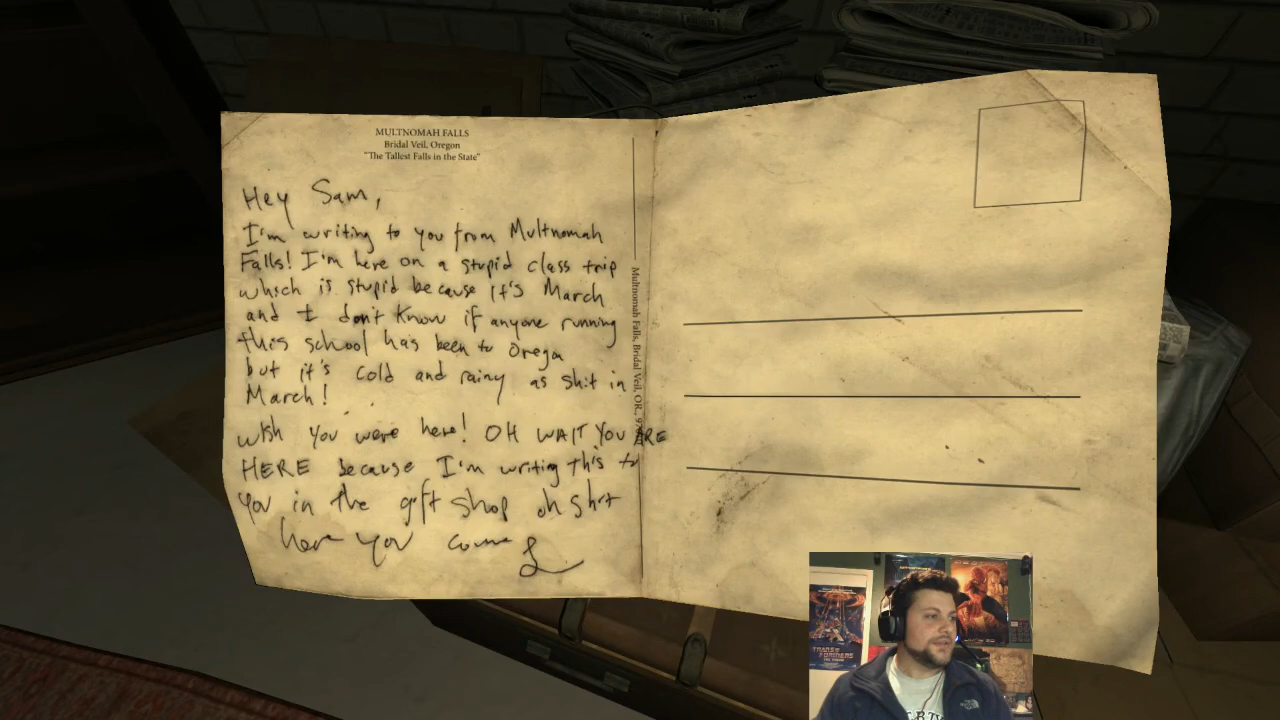 MULTNOMAH FALLS
Bridal Veil, Oregon
"The Tallest Falls in the State"
Hey Sam,
I'm writing to you from Multnomah
Falls! I'm here on a stupid class trip
which is stupid because it's March
and I don't know if anyone running
this school has been to Oregon
but it's cold and rainy as shit in
March!
Wish you were here! OH WAIT YOU ARE
HERE because I'm writing this to
you in the gift shop oh shit
here you come L
Multnomah Falls, Bridal Veil, OR.,
TRANSFORMERS